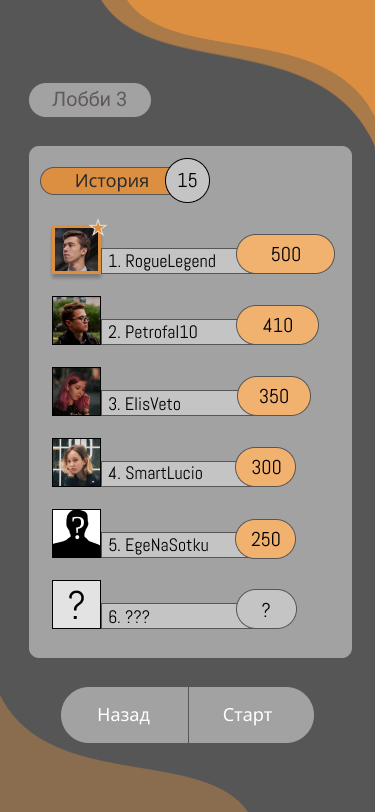 Лобби 3
История 15
1. RogueLegend 500
2. Petrofal10 410
3. ElisVeto 350
4. SmartLucio 300
?
5. EgeNaSotku 250
?
6. ??? ?
Назад Старт